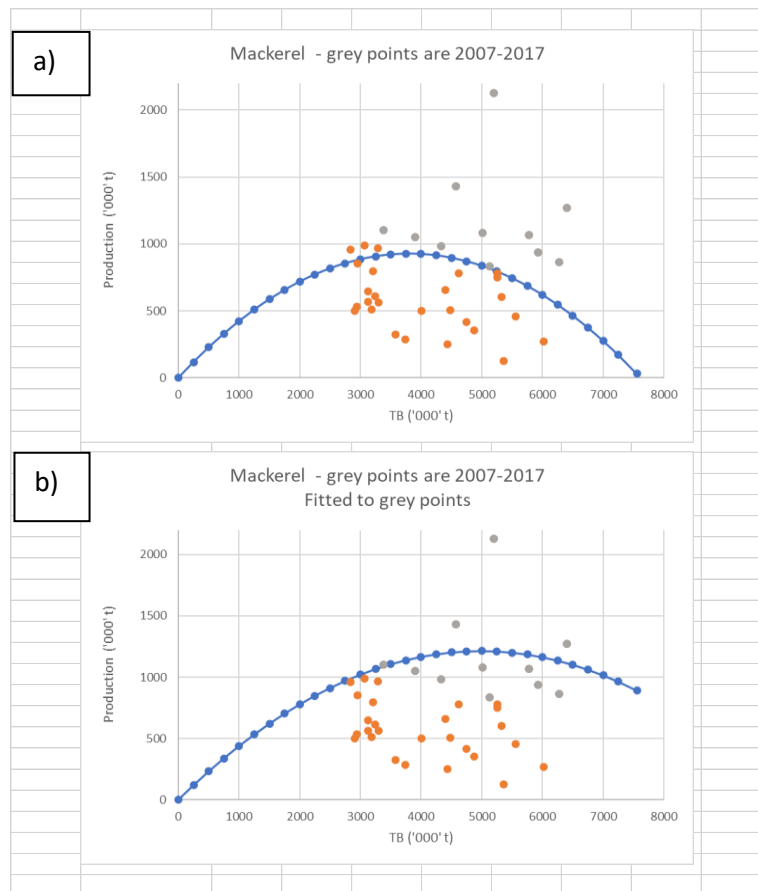 a)
Mackerel - grey points are 2007-2017
Production ('000' t)
2000
1500
1000
500
0
0 1000 2000 3000 4000 5000 6000 7000 8000
TB ('000' t)
b)
Mackerel - grey points are 2007-2017
Fitted to grey points
Production ('000' t)
2000
1500
1000
500
0
0 1000 2000 3000 4000 5000 6000 7000 8000
TB ('000' t)